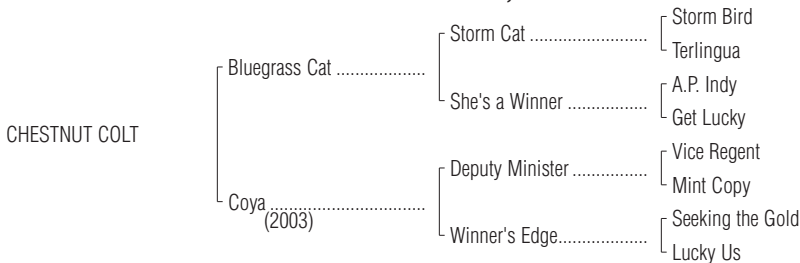 Storm Bird
Storm Cat ............................
Terlingua
Bluegrass Cat ...................
She's a Winner ...................
A.P. Indy
Get Lucky
CHESTNUT COLT
Vice Regent
Deputy Minister .................
Mint Copy
Coya .................................
(2003)
Winner's Edge.....................
Seeking the Gold
Lucky Us